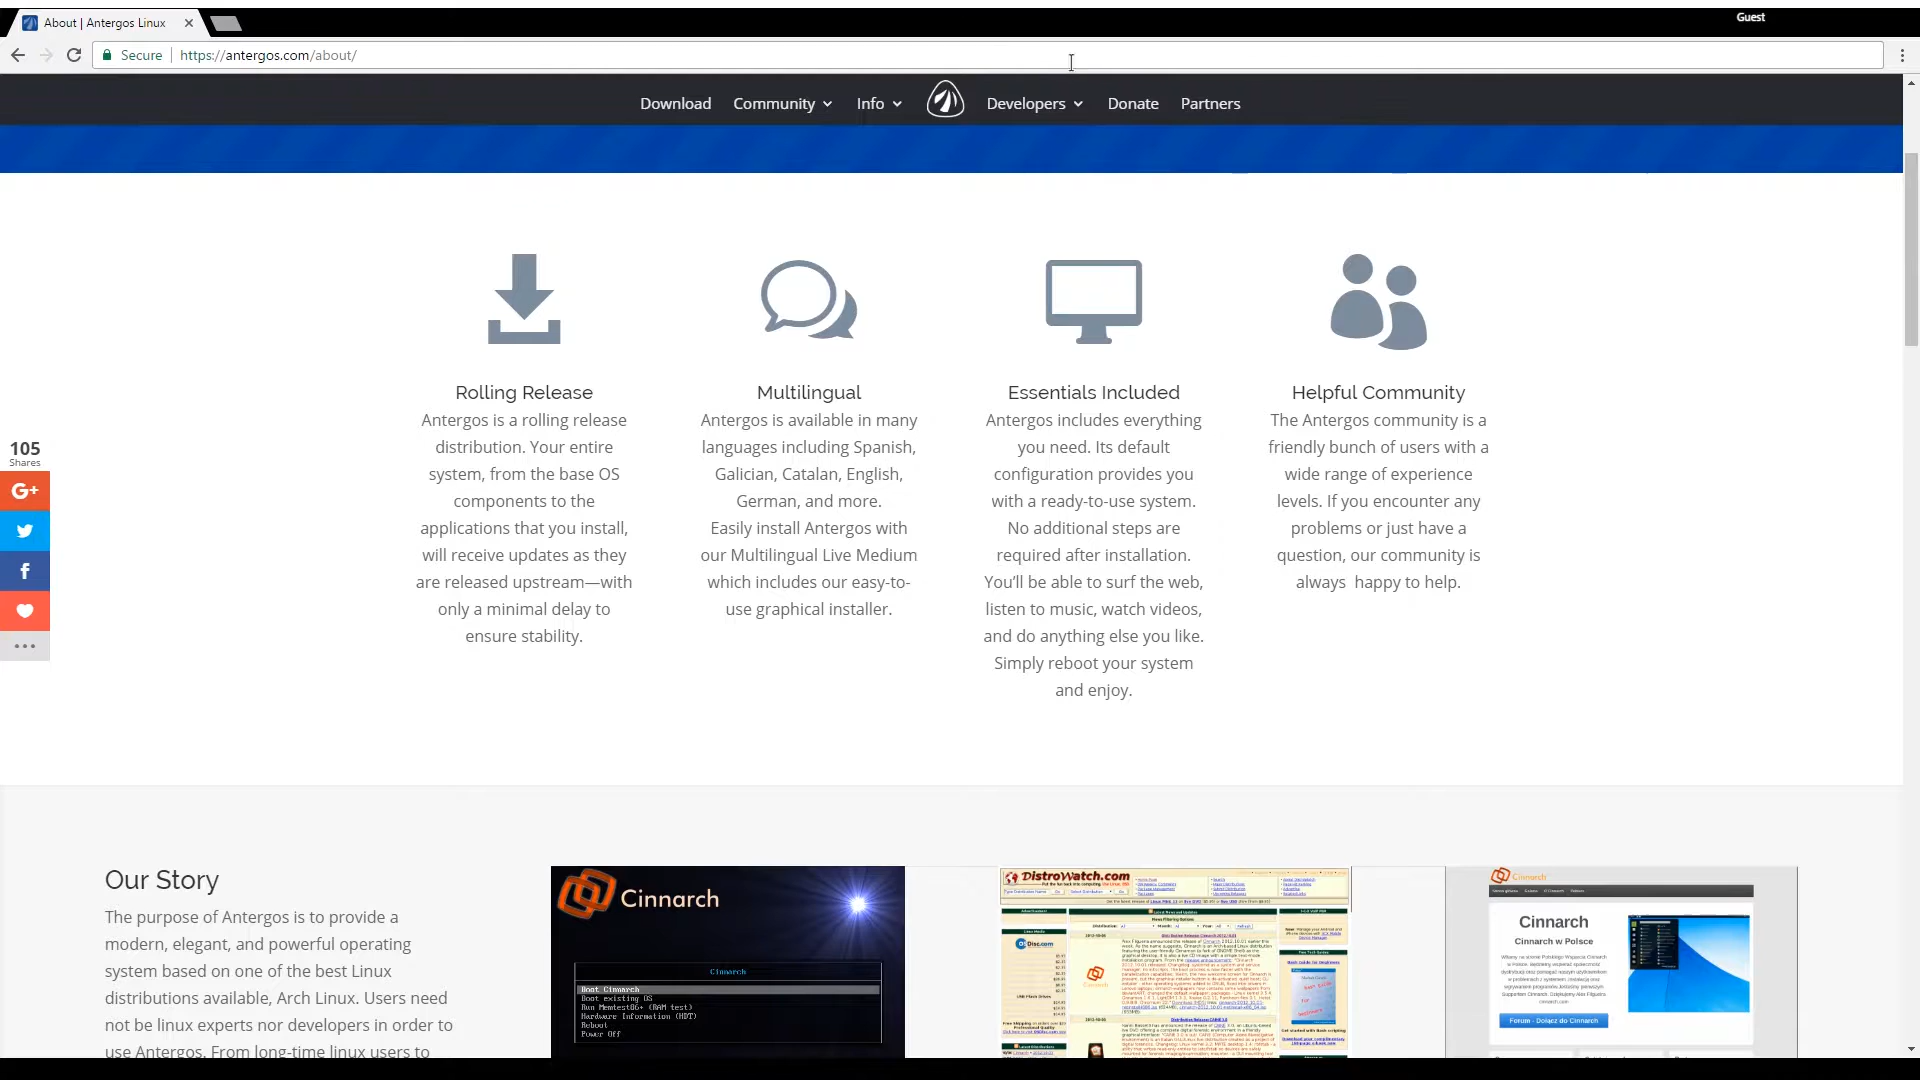 About | Antergos Linux
Guest
Secure
https://antergos.com/about/
Download
Community
Info
Developers
Donate
Partners
Rolling Release
Antergos is a rolling release
distribution. Your entire
system, from the base OS
components to the
applications that you install,
will receive updates as they
are released upstream—with
only a minimal delay to
ensure stability.
Multilingual
Antergos is available in many
languages including Spanish,
Galician, Catalan, English,
German, and more.
Easily install Antergos with
our Multilingual Live Medium
which includes our easy-to-
use graphical installer.
Essentials Included
Antergos includes everything
you need. Its default
configuration provides you
with a ready-to-use system.
No additional steps are
required after installation.
You’ll be able to surf the web,
listen to music, watch videos,
and do anything else you like.
Simply reboot your system
and enjoy.
Helpful Community
The Antergos community is a
friendly bunch of users with a
wide range of experience
levels. If you encounter any
problems or just have a
question, our community is
always happy to help.
105
Shares
G+
Our Story
The purpose of Antergos is to provide a
modern, elegant, and powerful operating
system based on one of the best Linux
distributions available, Arch Linux. Users need
not be linux experts nor developers in order to
use Antergos. From long-time linux users to
Cinnarch
Cinnarch
Boot Cinnarch
Boot existing OS
Run Memtest86+ (RAM test)
Hardware Information (HDT)
Reboot
Power Off
DistroWatch.com
Cinnarch
Cinnarch
Cinnarch w Polsce
Forum - Dołącz do Cinnarch